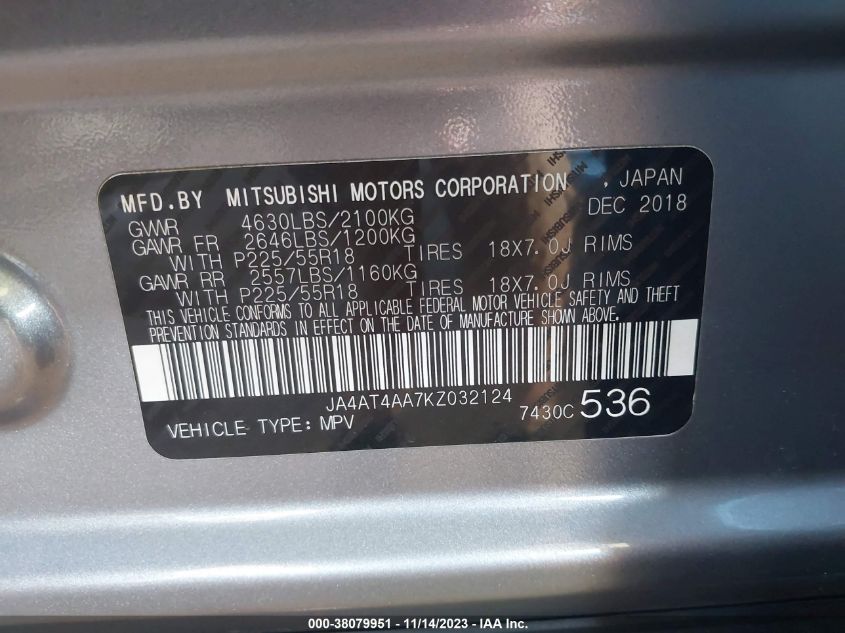 MFD.BY MITSUBISHI MOTORS CORPORATION , JAPAN
GVWR 4630LBS/2100KG DEC 2018
GAWR FR 2646LBS/1200KG
WITH P225/55R18 TIRES 18X7.0J RIMS
GAWR RR 2557LBS/1160KG
WITH P225/55R18 TIRES 18X7.0J RIMS
THIS VEHICLE CONFORMS TO ALL APPLICABLE FEDERAL MOTOR VEHICLE SAFETY AND THEFT
PREVENTION STANDARDS IN EFFECT ON THE DATE OF MANUFACTURE SHOWN ABOVE.
JA4AT4AA7KZ032124
VEHICLE TYPE: MPV 7430C 536
000-38079951 - 11/14/2023 - IAA Inc.